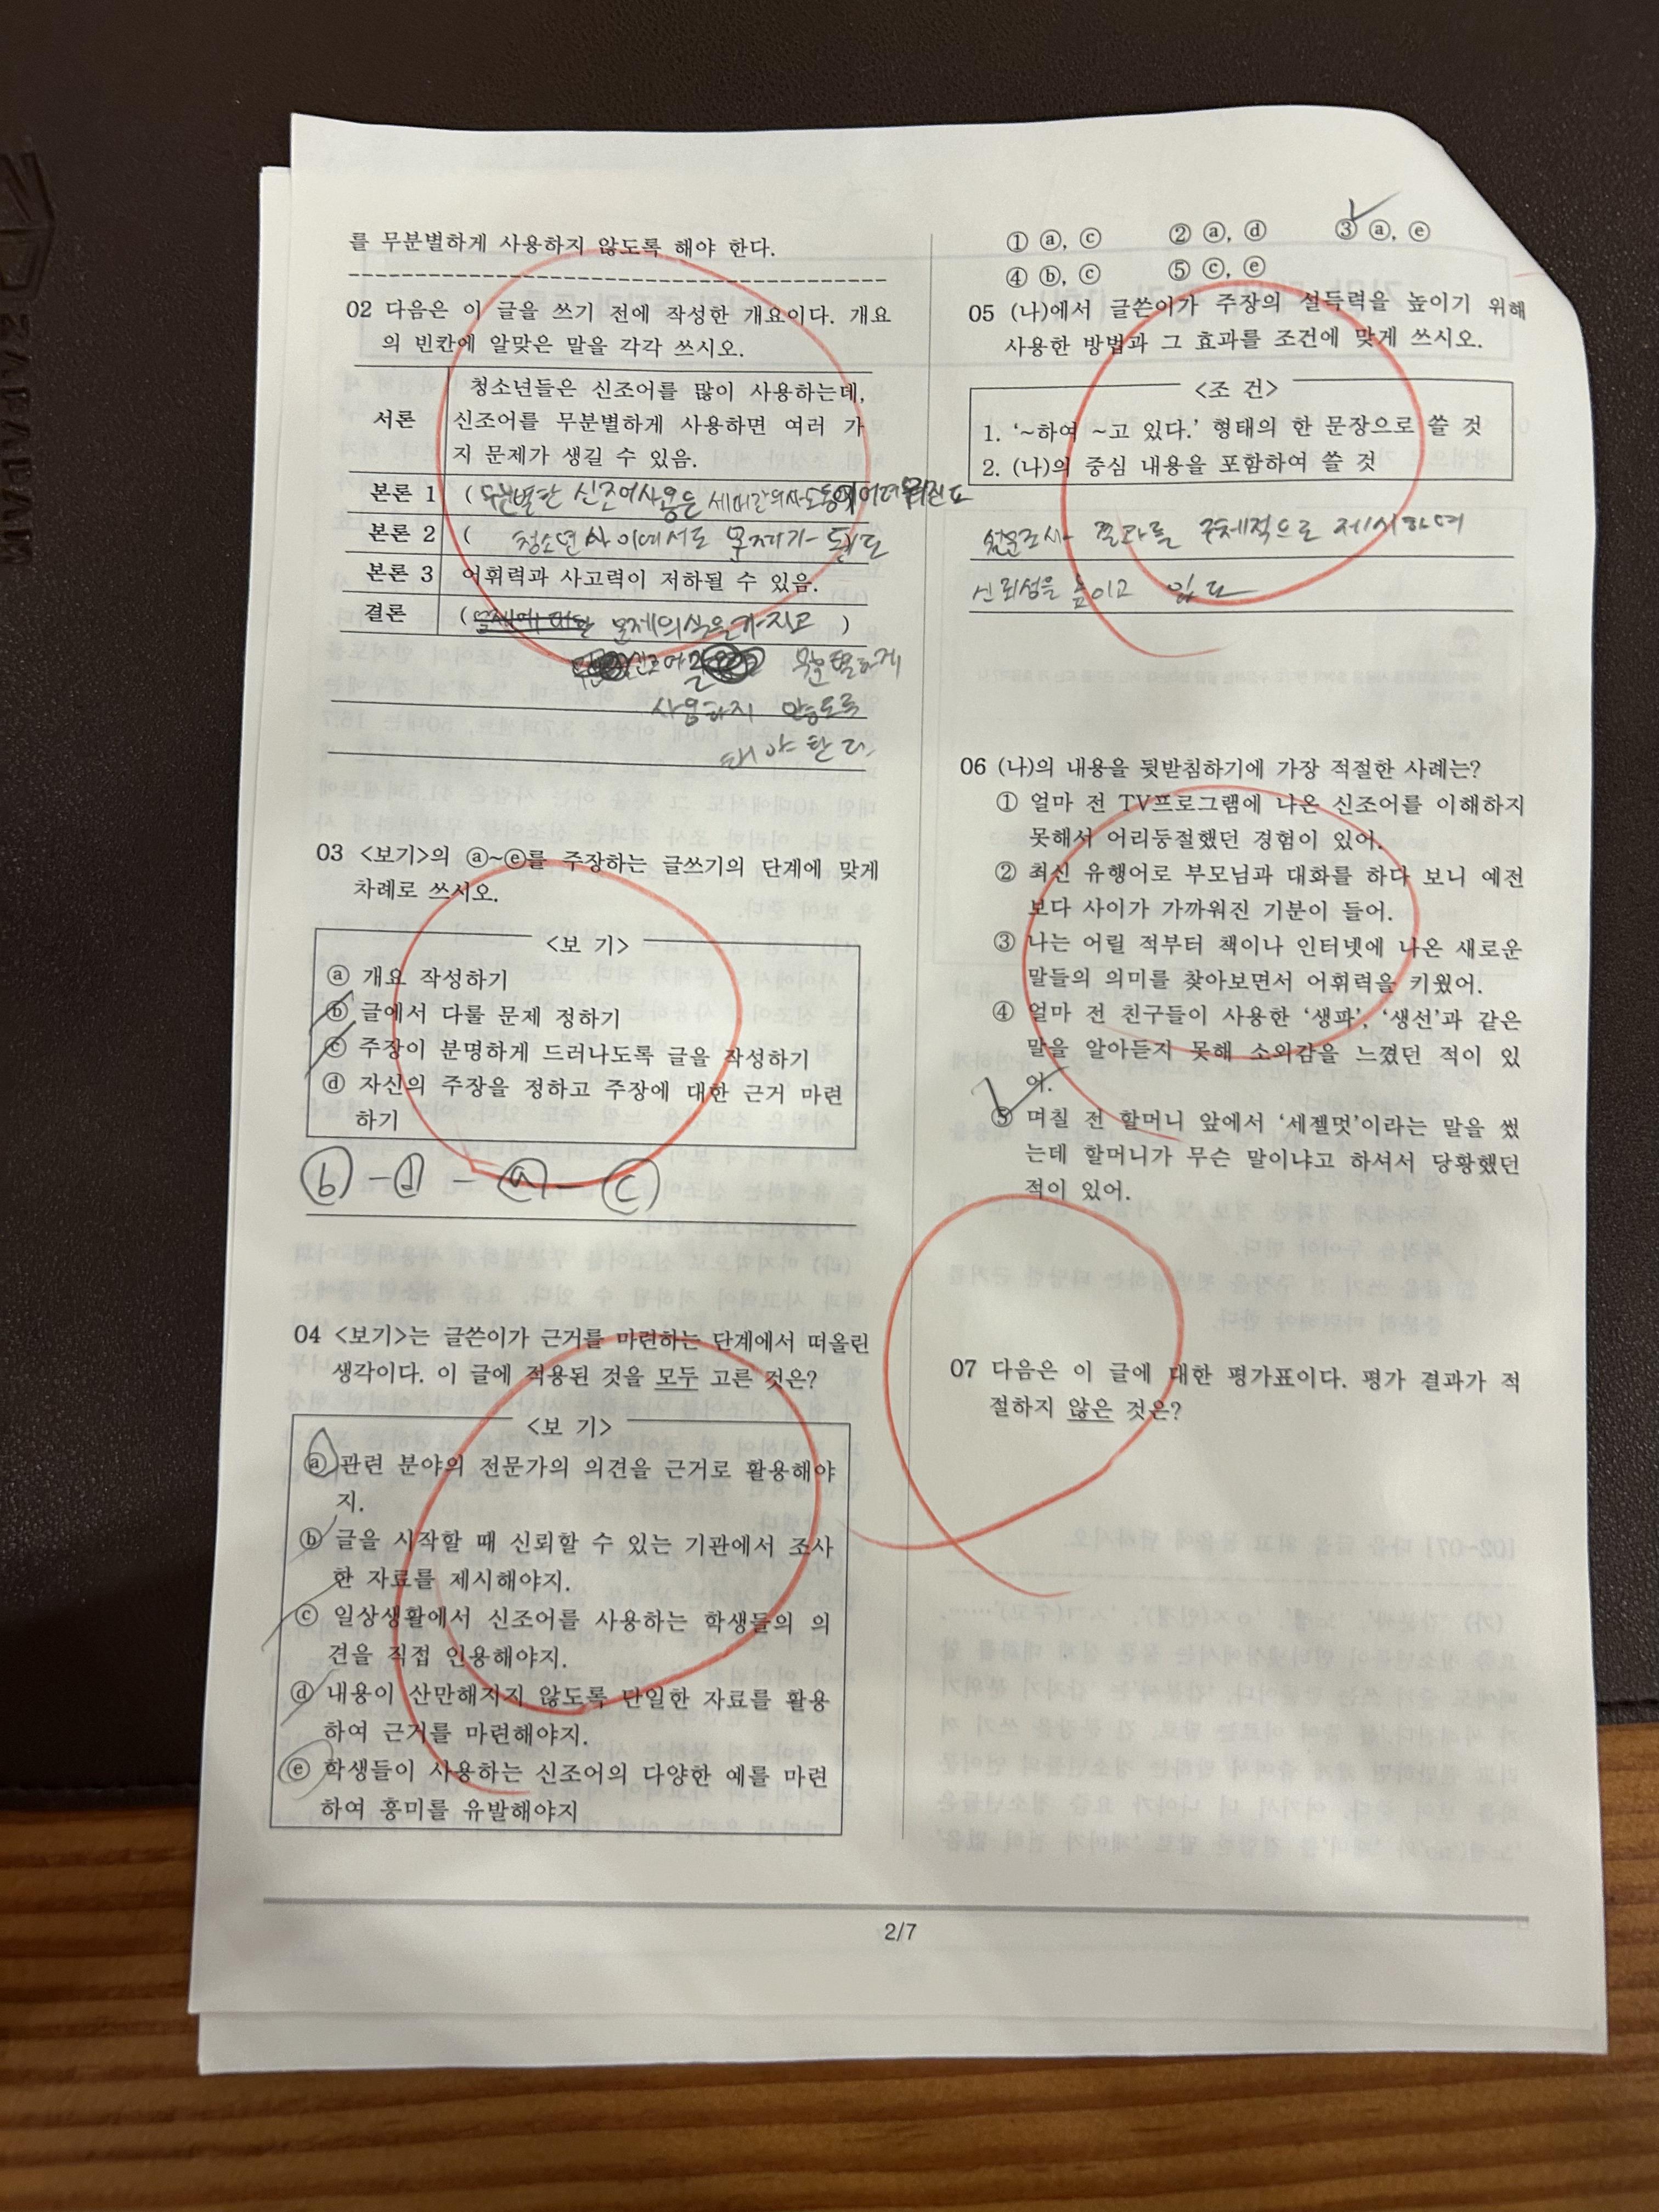 를 무분별하게 사용하지 않도록 해야 한다.
02 다음은 이 글을 쓰기 전에 작성한 개요이다. 개요
의 빈칸에 알맞은 말을 각각 쓰시오.
서론
청소년들은 신조어를 많이 사용하는데,
신조어를 무분별하게 사용하면 여러 가
지 문제가 생길 수 있음.
본론 1 ( 무분별한 신조어사용은 세대간의사소통이어려워진다
본론 2 ( 청소년 사이에서도 문제가 된다
본론 3 어휘력과 사고력이 저하될 수 있음.
결론 ( 문제의식을가지고 )
신조어를 무분별하게
사용하지 않도록
해야 한다.
03 <보기>의 ⓐ~ⓔ를 주장하는 글쓰기의 단계에 맞게
차례로 쓰시오.
<보 기>
ⓐ 개요 작성하기
ⓑ 글에서 다룰 문제 정하기
ⓒ 주장이 분명하게 드러나도록 글을 작성하기
ⓓ 자신의 주장을 정하고 주장에 대한 근거 마련
하기
ⓑ - ⓓ - ⓐ - ⓒ
04 <보기>는 글쓴이가 근거를 마련하는 단계에서 떠올린
생각이다. 이 글에 적용된 것을 모두 고른 것은?
<보 기>
ⓐ 관련 분야의 전문가의 의견을 근거로 활용해야
지.
ⓑ 글을 시작할 때 신뢰할 수 있는 기관에서 조사
한 자료를 제시해야지.
ⓒ 일상생활에서 신조어를 사용하는 학생들의 의
견을 직접 인용해야지.
ⓓ 내용이 산만해지지 않도록 단일한 자료를 활용
하여 근거를 마련해야지.
ⓔ 학생들이 사용하는 신조어의 다양한 예를 마련
하여 흥미를 유발해야지
① ⓐ, ⓒ ② ⓐ, ⓓ ③ ⓐ, ⓔ
④ ⓑ, ⓒ ⑤ ⓒ, ⓔ
05 (나)에서 글쓴이가 주장의 설득력을 높이기 위해
사용한 방법과 그 효과를 조건에 맞게 쓰시오.
<조 건>
1. ‘~하여 ~고 있다.’ 형태의 한 문장으로 쓸 것
2. (나)의 중심 내용을 포함하여 쓸 것
설문조사 결과를 구체적으로 제시하여
신뢰성을 높이고 있다
06 (나)의 내용을 뒷받침하기에 가장 적절한 사례는?
① 얼마 전 TV프로그램에 나온 신조어를 이해하지
못해서 어리둥절했던 경험이 있어.
② 최신 유행어로 부모님과 대화를 하다 보니 예전
보다 사이가 가까워진 기분이 들어.
③ 나는 어릴 적부터 책이나 인터넷에 나온 새로운
말들의 의미를 찾아보면서 어휘력을 키웠어.
④ 얼마 전 친구들이 사용한 ‘생파’, ‘생선’과 같은
말을 알아듣지 못해 소외감을 느꼈던 적이 있
어.
⑤ 며칠 전 할머니 앞에서 ‘세젤멋’이라는 말을 썼
는데 할머니가 무슨 말이냐고 하셔서 당황했던
적이 있어.
07 다음은 이 글에 대한 평가표이다. 평가 결과가 적
절하지 않은 것은?
2/7